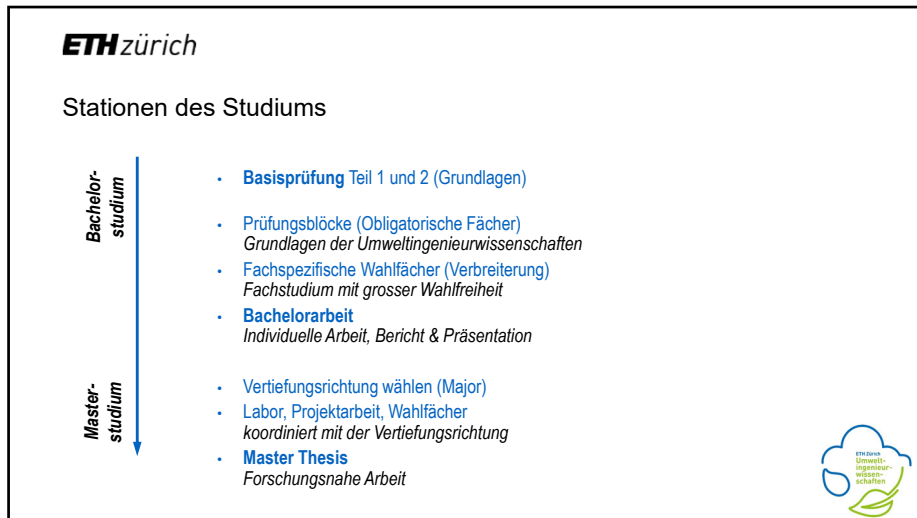 ETH zürich
Stationen des Studiums
Bachelor-
studium
• Basisprüfung Teil 1 und 2 (Grundlagen)
• Prüfungsblöcke (Obligatorische Fächer)
Grundlagen der Umweltingenieurwissenschaften
• Fachspezifische Wahlfächer (Verbreiterung)
Fachstudium mit grosser Wahlfreiheit
• Bachelorarbeit
Individuelle Arbeit, Bericht & Präsentation
Master-
studium
• Vertiefungsrichtung wählen (Major)
• Labor, Projektarbeit, Wahlfächer
koordiniert mit der Vertiefungsrichtung
• Master Thesis
Forschungsnahe Arbeit
ETH Zürich
Umwelt-
ingenieur-
wissen-
schaften